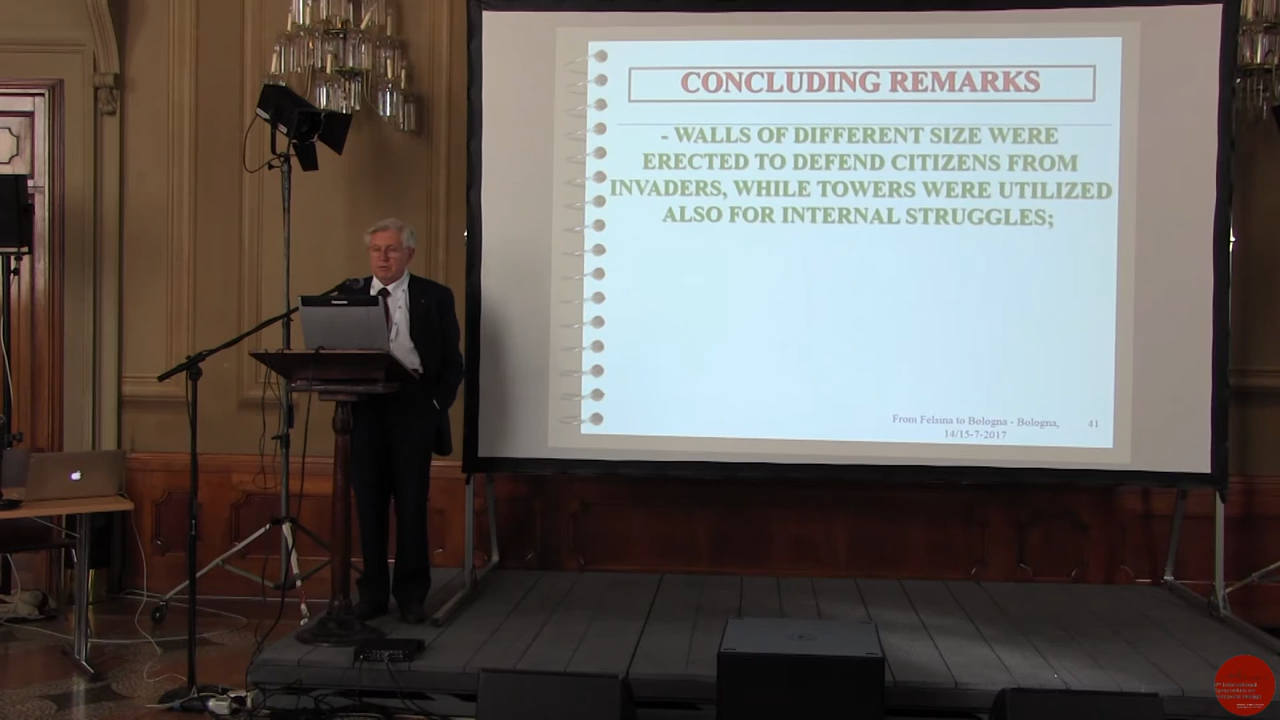 CONCLUDING REMARKS
- WALLS OF DIFFERENT SIZE WERE
ERECTED TO DEFEND CITIZENS FROM
INVADERS, WHILE TOWERS WERE UTILIZED
ALSO FOR INTERNAL STRUGGLES;
From Felsina to Bologna - Bologna, 41
14/15-7-2017
International